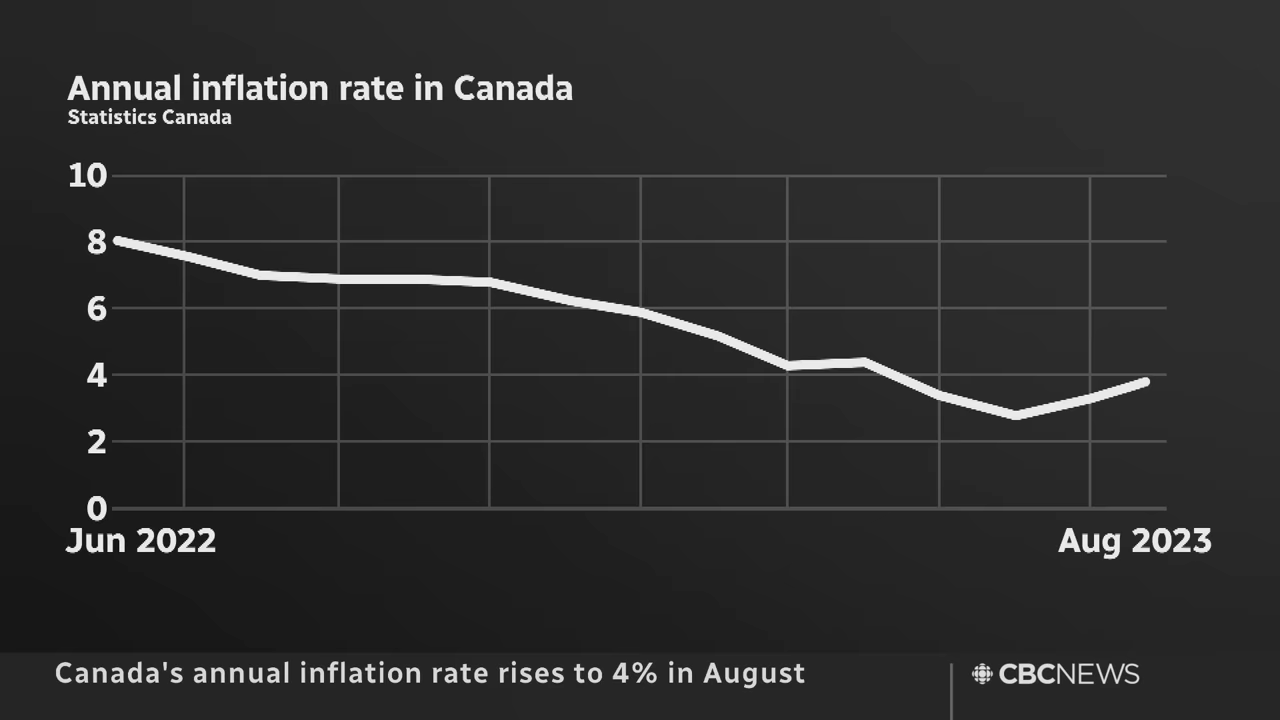 Annual inflation rate in Canada
Statistics Canada
10
8
6
4
2
0
Jun 2022 Aug 2023
Canada's annual inflation rate rises to 4% in August
CBCNEWS